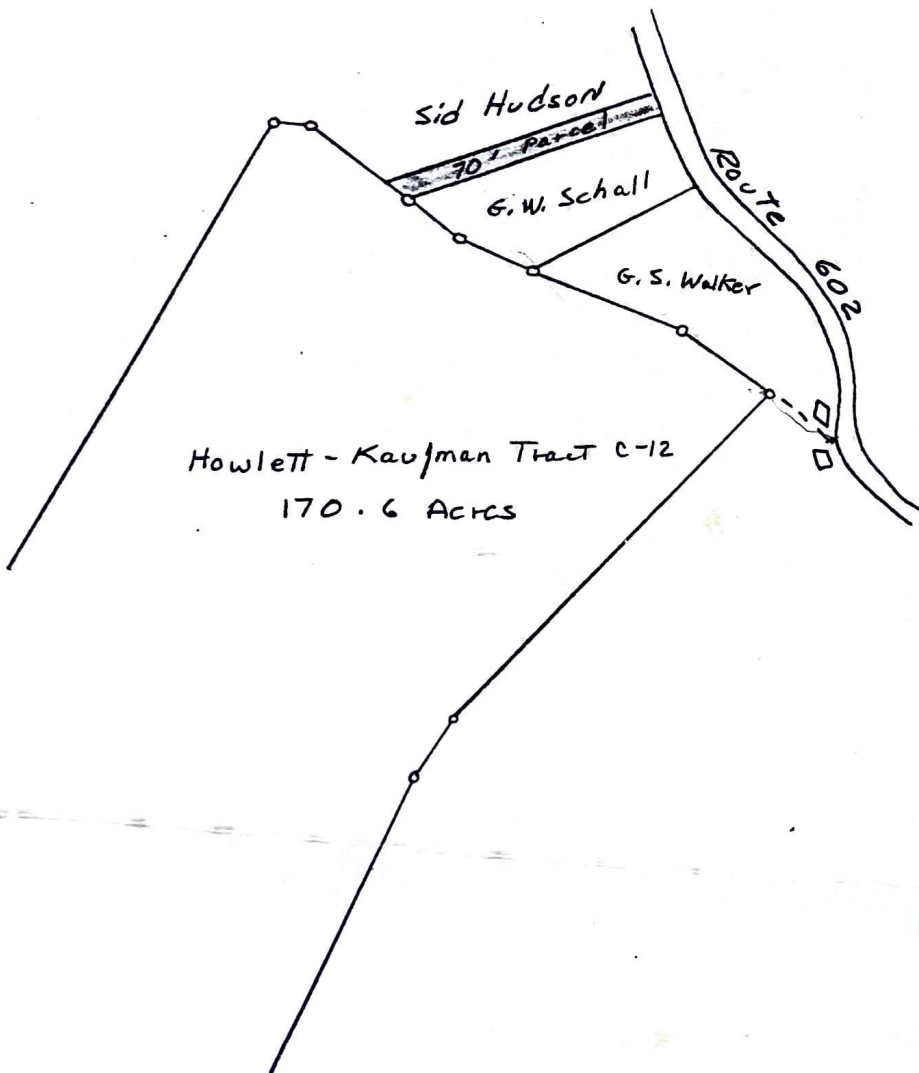 Sid Hudson
70' Parcel
G.W. Schall
Route 602
G.S. Walker
Howlett - Kaufman Tract C-12
170.6 Acres